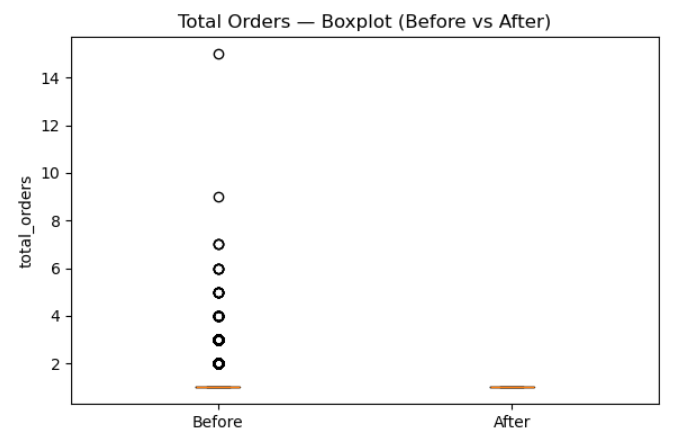 Total Orders — Boxplot (Before vs After)
total_orders
14
12
10
8
6
4
2
Before After